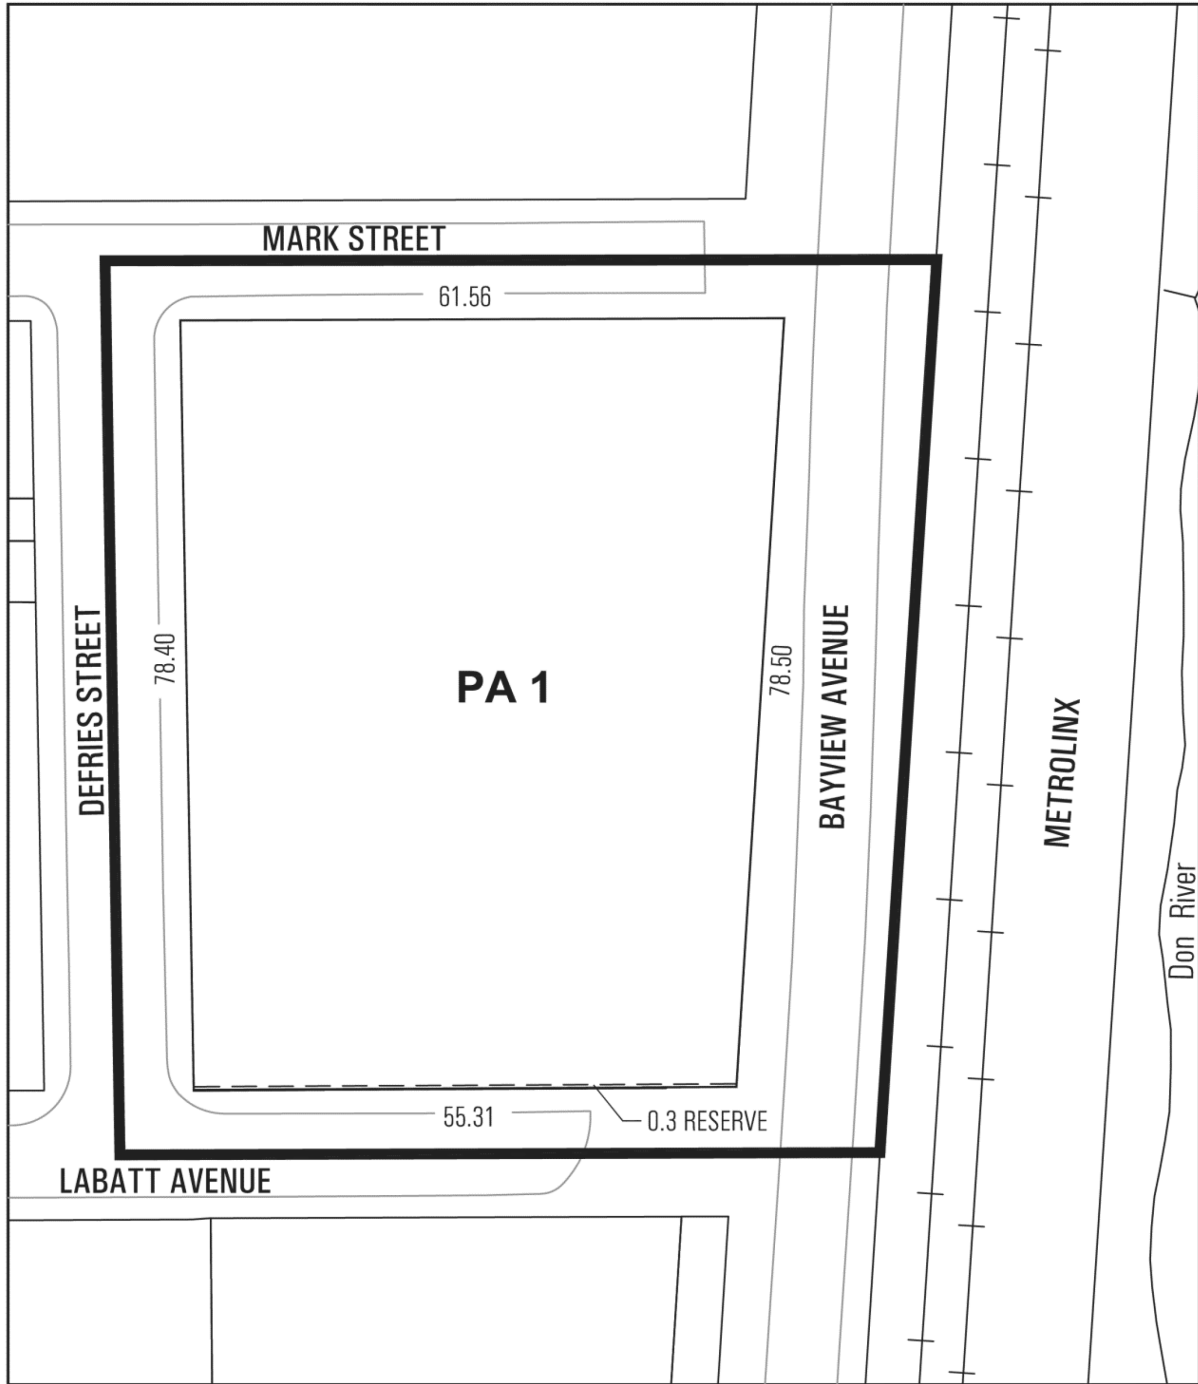 MARK STREET
61.56
DEFRIES STREET
78.40
PA 1
78.50
BAYVIEW AVENUE
METROLINX
Don River
55.31
0.3 RESERVE
LABATT AVENUE